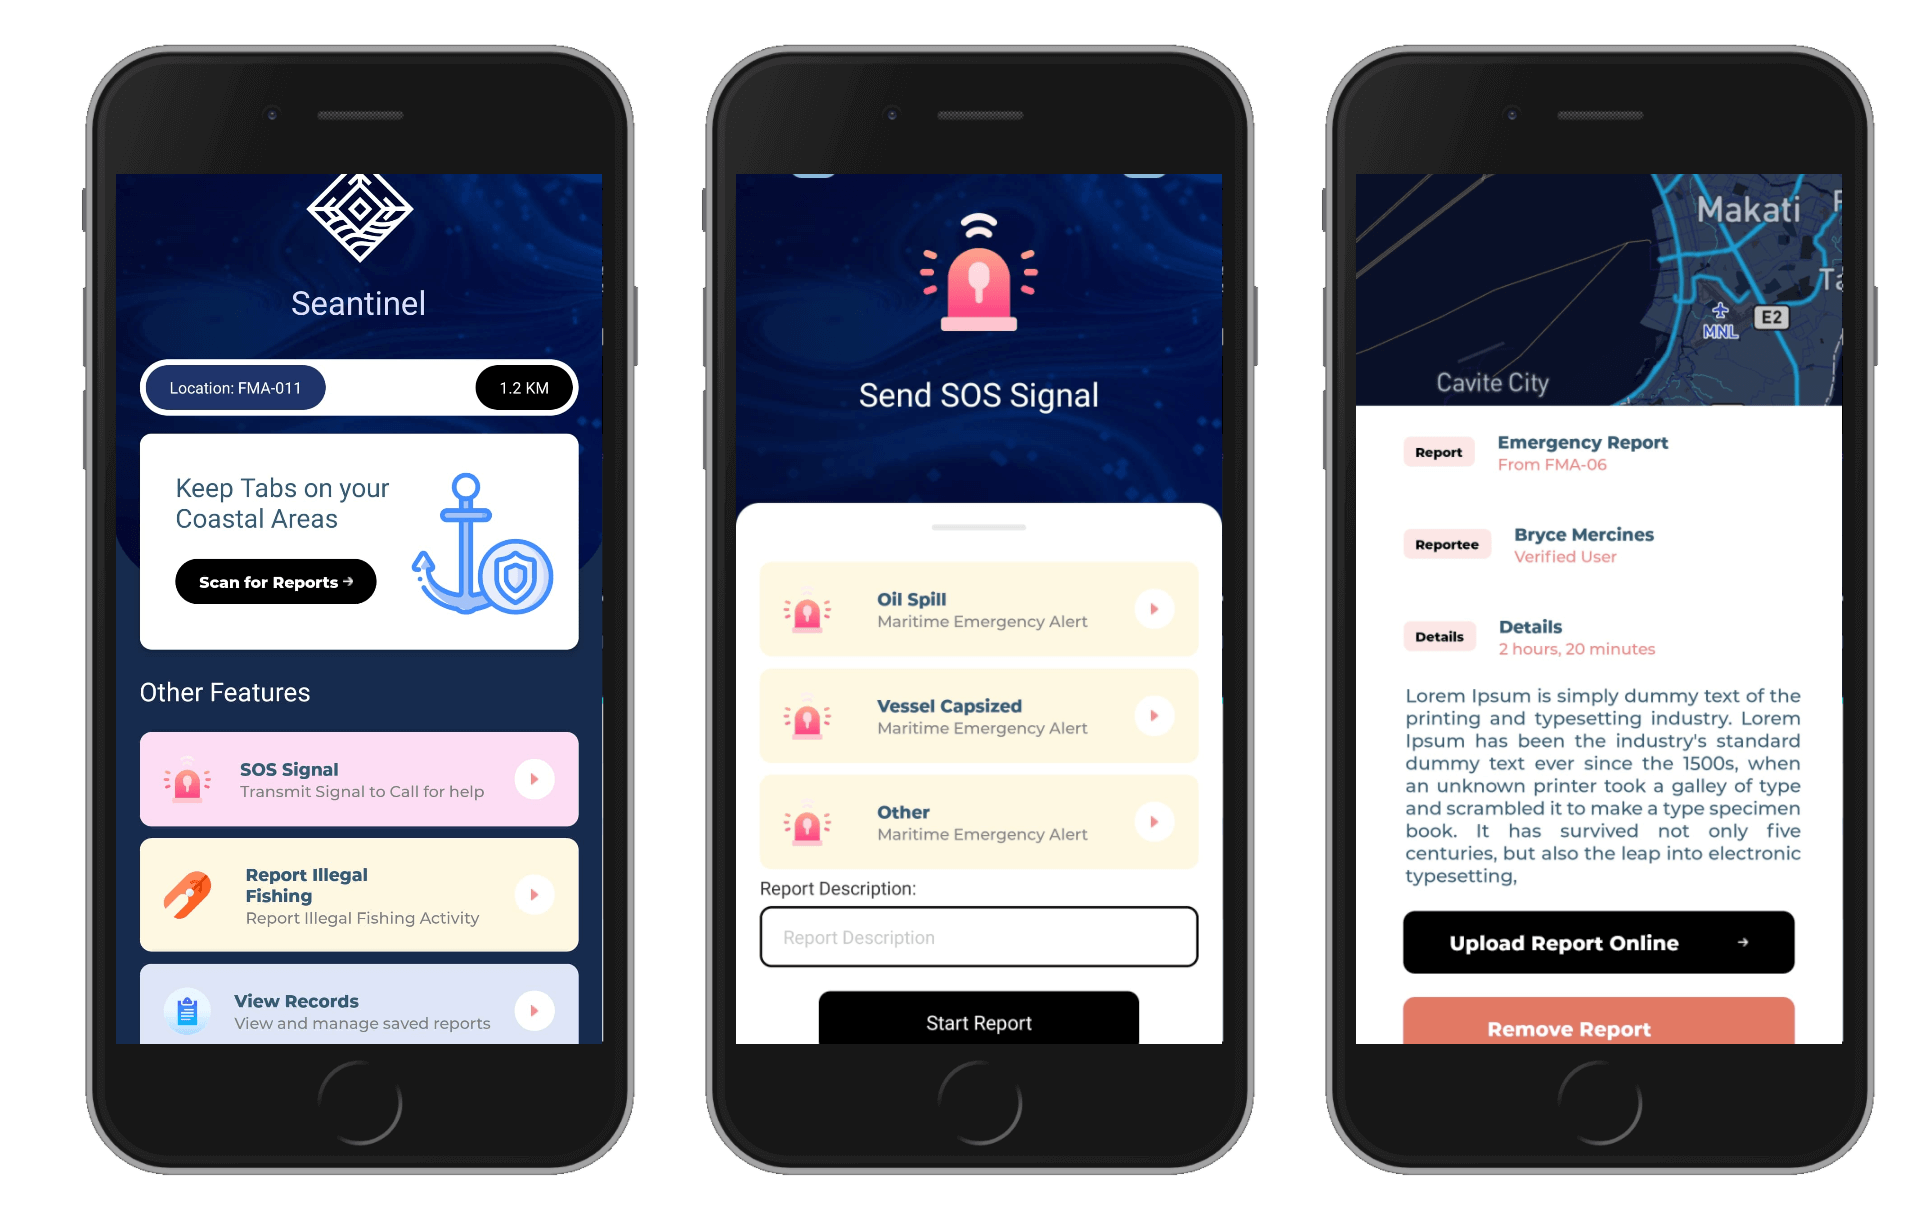 Seantinel
Location: FMA-011
1.2 KM
Keep Tabs on your
Coastal Areas
Scan for Reports →
Other Features
SOS Signal
Transmit Signal to Call for help
Report Illegal
Fishing
Report Illegal Fishing Activity
View Records
View and manage saved reports
Send SOS Signal
Oil Spill
Maritime Emergency Alert
Vessel Capsized
Maritime Emergency Alert
Other
Maritime Emergency Alert
Report Description:
Report Description
Start Report
Makati
MNL
E2
Cavite City
Report
Emergency Report
From FMA-06
Reportee
Bryce Mercines
Verified User
Details
Details
2 hours, 20 minutes
Lorem Ipsum is simply dummy text of the
printing and typesetting industry. Lorem
Ipsum has been the industry's standard
dummy text ever since the 1500s, when
an unknown printer took a galley of type
and scrambled it to make a type specimen
book. It has survived not only five
centuries, but also the leap into electronic
typesetting,
Upload Report Online →
Remove Report